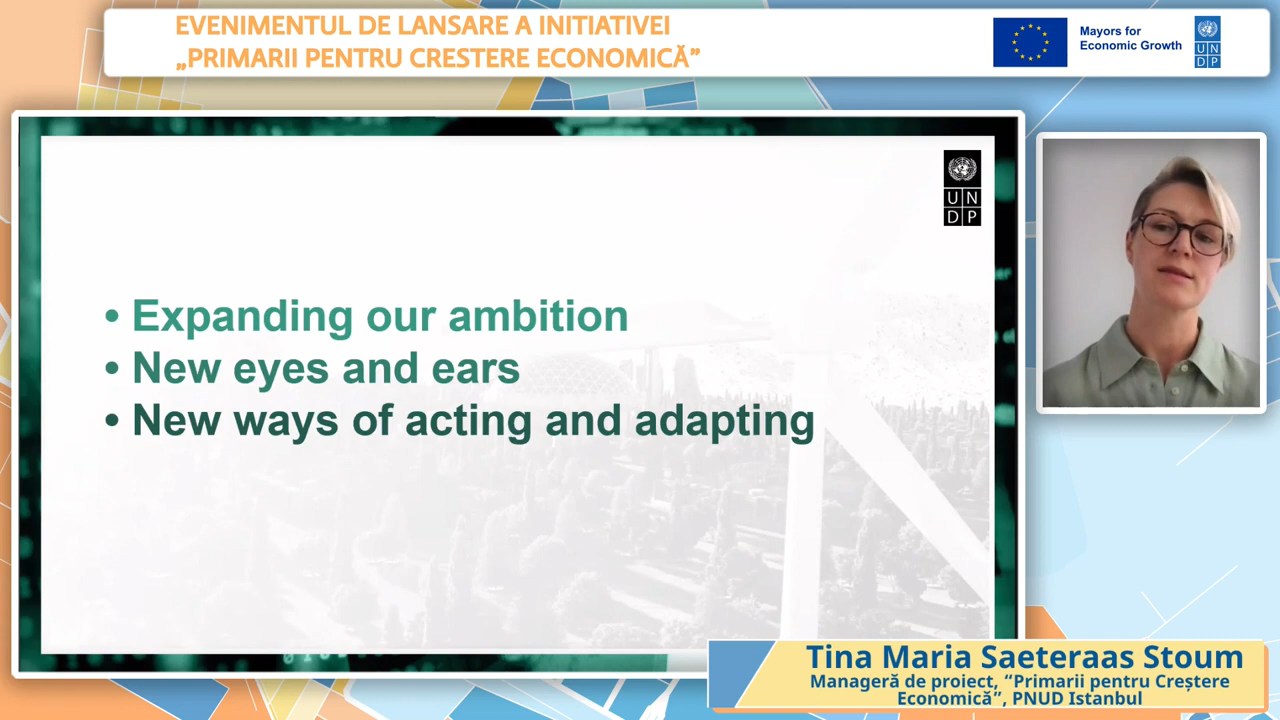 EVENIMENTUL DE LANSARE A INITIATIVEI
„PRIMARII PENTRU CRESTERE ECONOMICĂ”
Mayors for
Economic Growth
U N
D P
U N
D P
• Expanding our ambition
• New eyes and ears
• New ways of acting and adapting
Tina Maria Saeteraas Stoum
Manageră de proiect, “Primarii pentru Creștere
Economică”, PNUD Istanbul